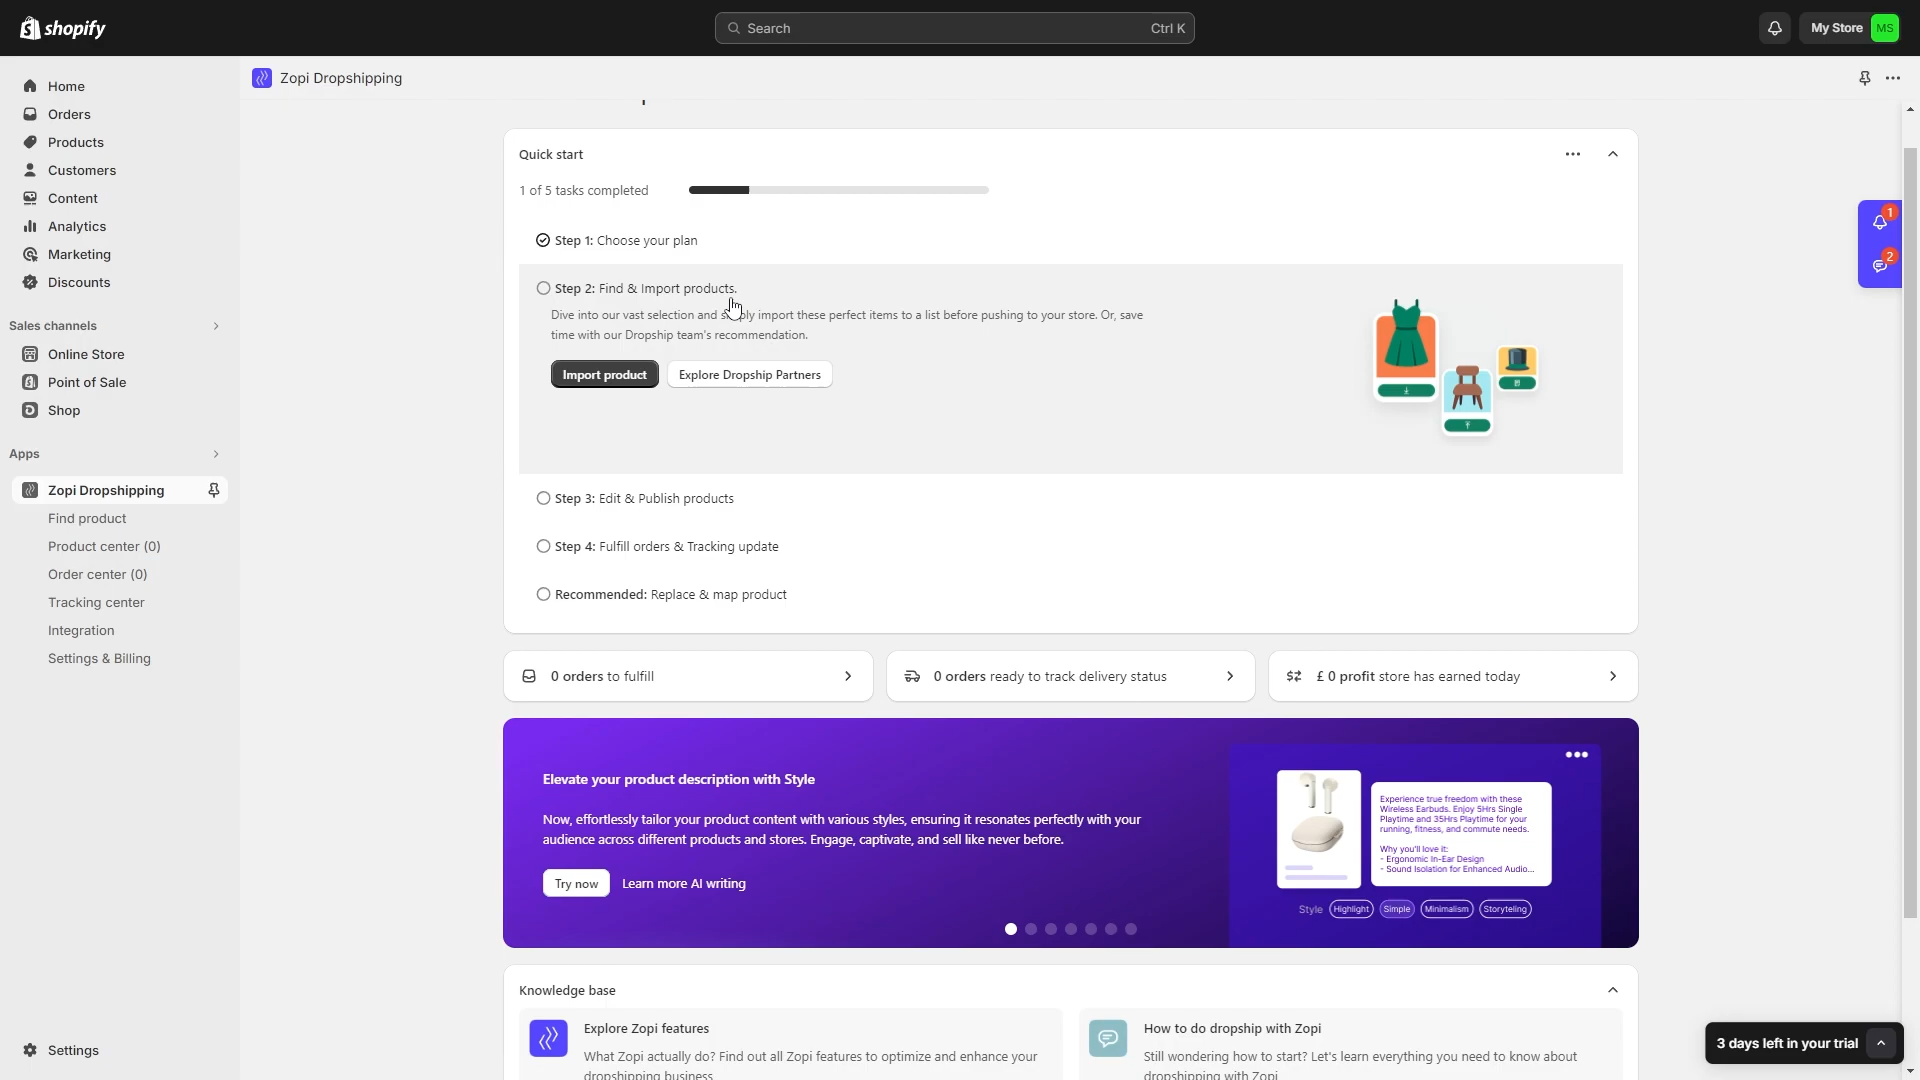 shopify
Search
Ctrl K
My Store
MS
Home
Orders
Products
Customers
Content
Analytics
Marketing
Discounts
Sales channels
Online Store
Point of Sale
Shop
Apps
Zopi Dropshipping
Find product
Product center (0)
Order center (0)
Tracking center
Integration
Settings & Billing
Settings
Zopi Dropshipping
Quick start
1 of 5 tasks completed
Step 1: Choose your plan
Step 2: Find & Import products.
Dive into our vast selection and simply import these perfect items to a list before pushing to your store. Or, save
time with our Dropship team's recommendation.
Import product
Explore Dropship Partners
Step 3: Edit & Publish products
Step 4: Fulfill orders & Tracking update
Recommended: Replace & map product
1
2
0 orders to fulfill
0 orders ready to track delivery status
£ 0 profit store has earned today
Elevate your product description with Style
Now, effortlessly tailor your product content with various styles, ensuring it resonates perfectly with your
audience across different products and stores. Engage, captivate, and sell like never before.
Try now
Learn more AI writing
Experience true freedom with these
Wireless Earbuds. Enjoy 5Hrs Single
Playtime and 35Hrs Playtime for your
running, fitness, and commute needs.
Why you'll love it:
- Ergonomic In-Ear Design
- Sound Isolation for Enhanced Audio...
Style
Highlight
Simple
Minimalism
Storyteling
Knowledge base
Explore Zopi features
What Zopi actually do? Find out all Zopi features to optimize and enhance your
dropshipping business
How to do dropship with Zopi
Still wondering how to start? Let's learn everything you need to know about
dropshipping with Zopi
3 days left in your trial